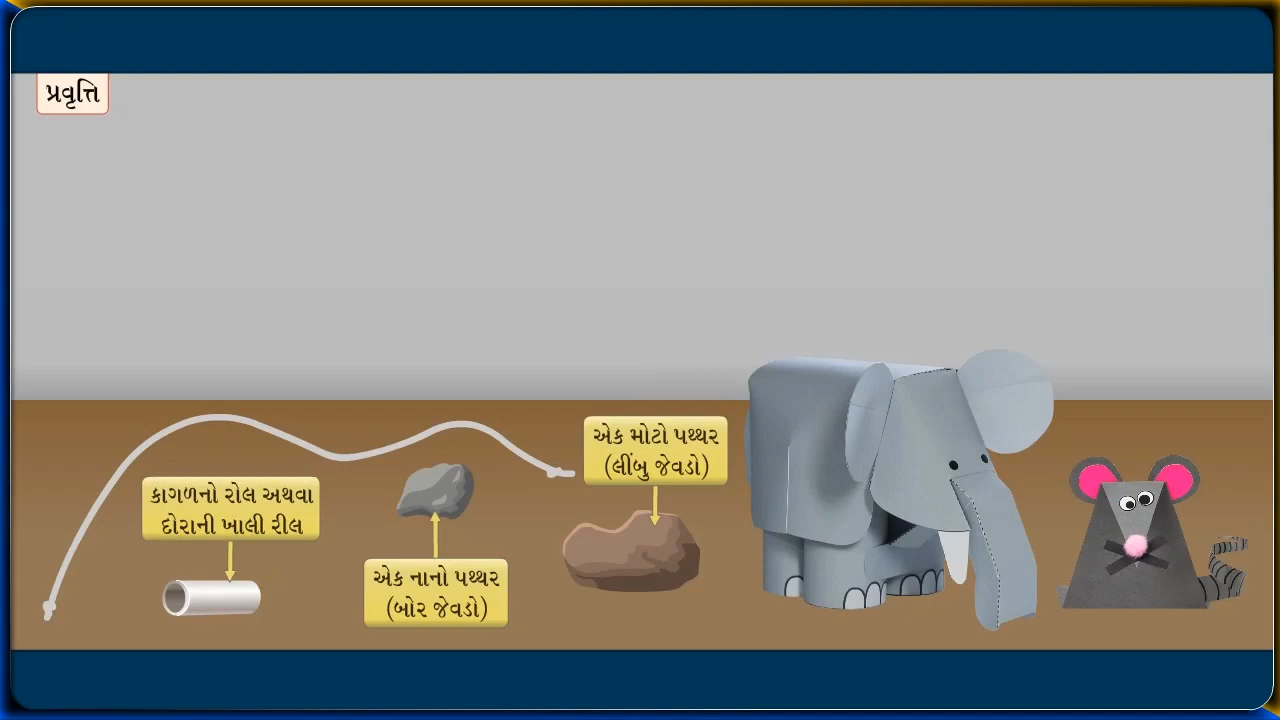 પ્રવૃત્તિ
કાગળનો રોલ અથવા
દોરાની ખાલી રીલ
એક નાનો પથ્થર
(બોર જેવડો)
એક મોટો પથ્થર
(લીંબુ જેવડો)